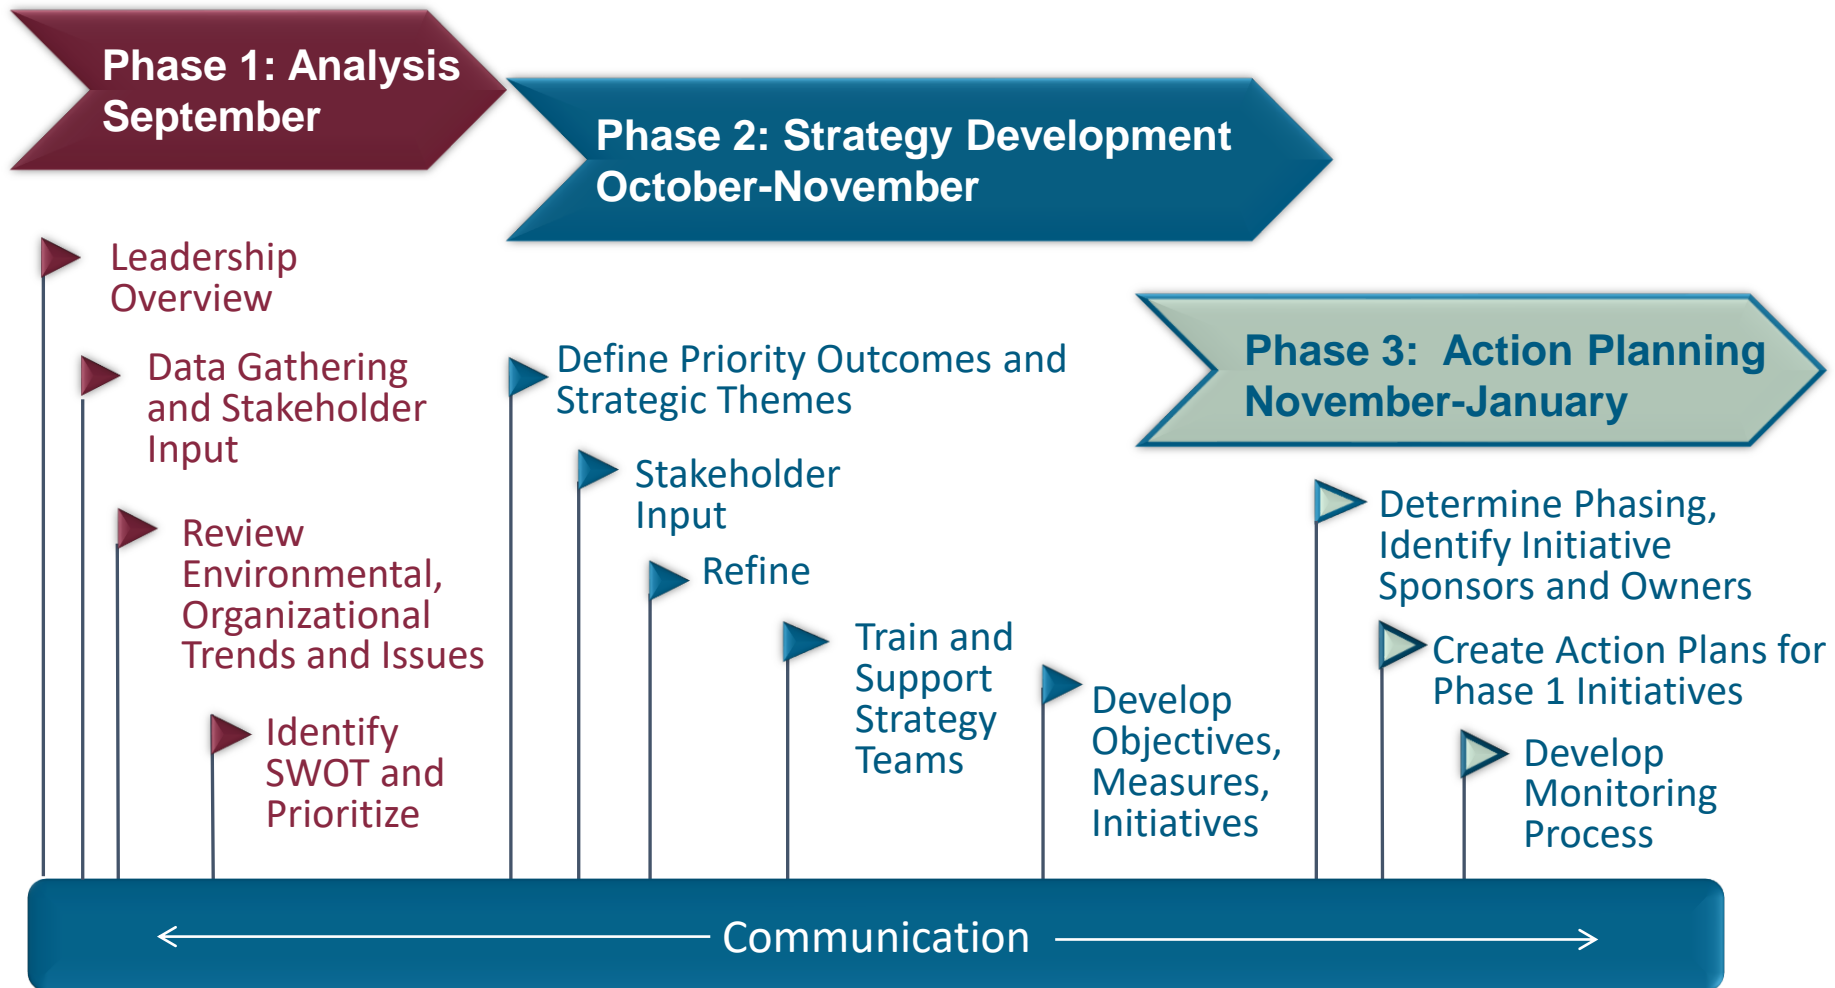 Phase 1: Analysis
September
Phase 2: Strategy Development
October-November
Phase 3: Action Planning
November-January
Leadership
Overview
Data Gathering
and Stakeholder
Input
Review
Environmental,
Organizational
Trends and Issues
Identify
SWOT and
Prioritize
Define Priority Outcomes and
Strategic Themes
Stakeholder
Input
Refine
Train and
Support
Strategy
Teams
Develop
Objectives,
Measures,
Initiatives
Determine Phasing,
Identify Initiative
Sponsors and Owners
Create Action Plans for
Phase 1 Initiatives
Develop
Monitoring
Process
Communication